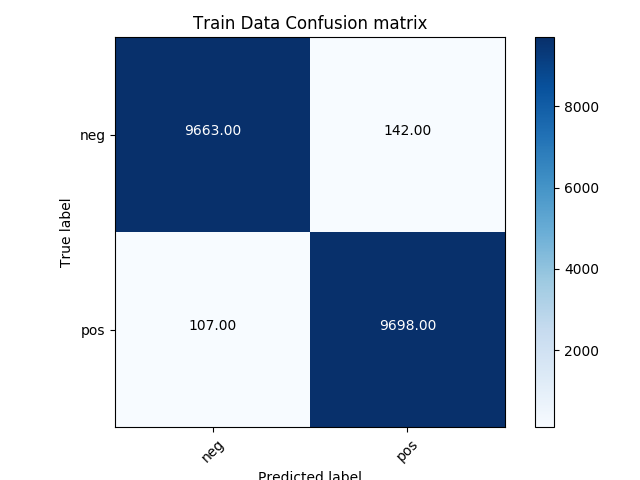 Train Data Confusion matrix
True label
neg
9663.00
142.00
pos
107.00
9698.00
neg
pos
Predicted label
8000
6000
4000
2000